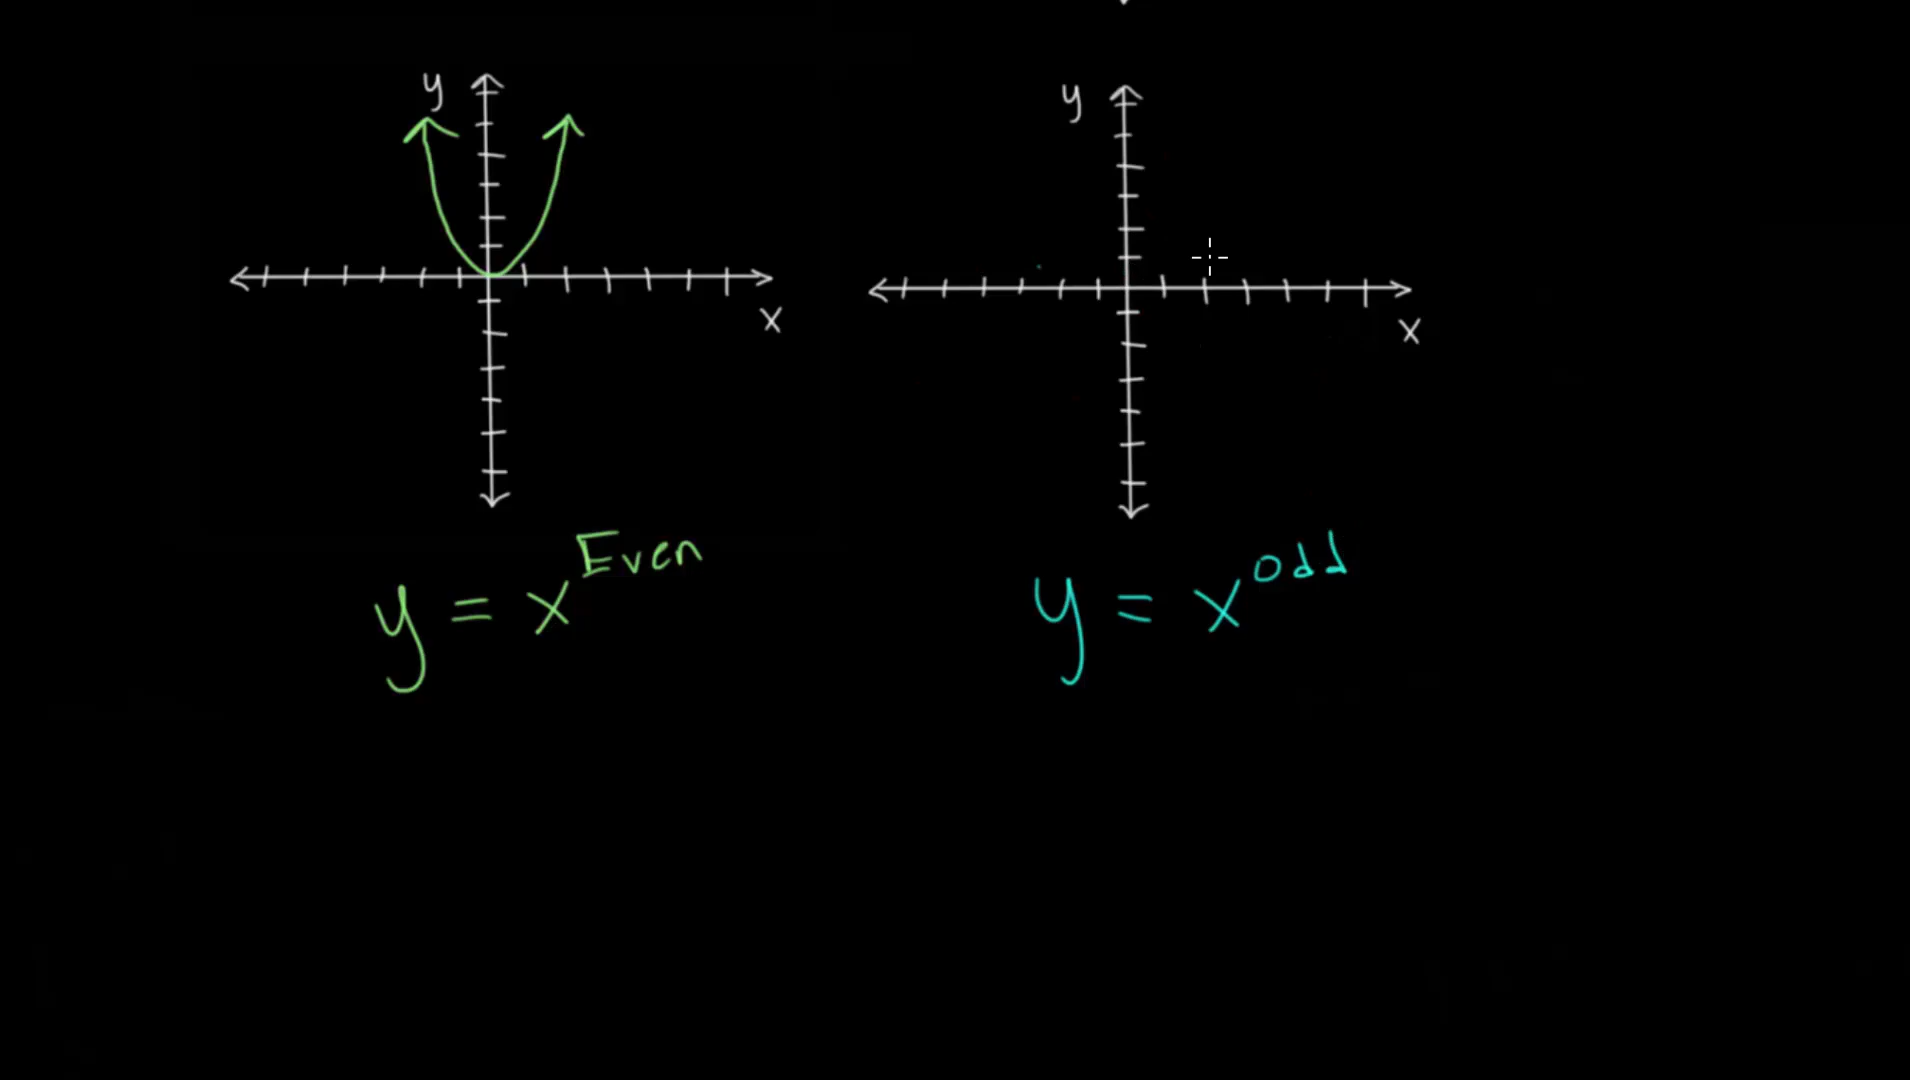 y
y
x
x
y = x^Even
y = x^odd